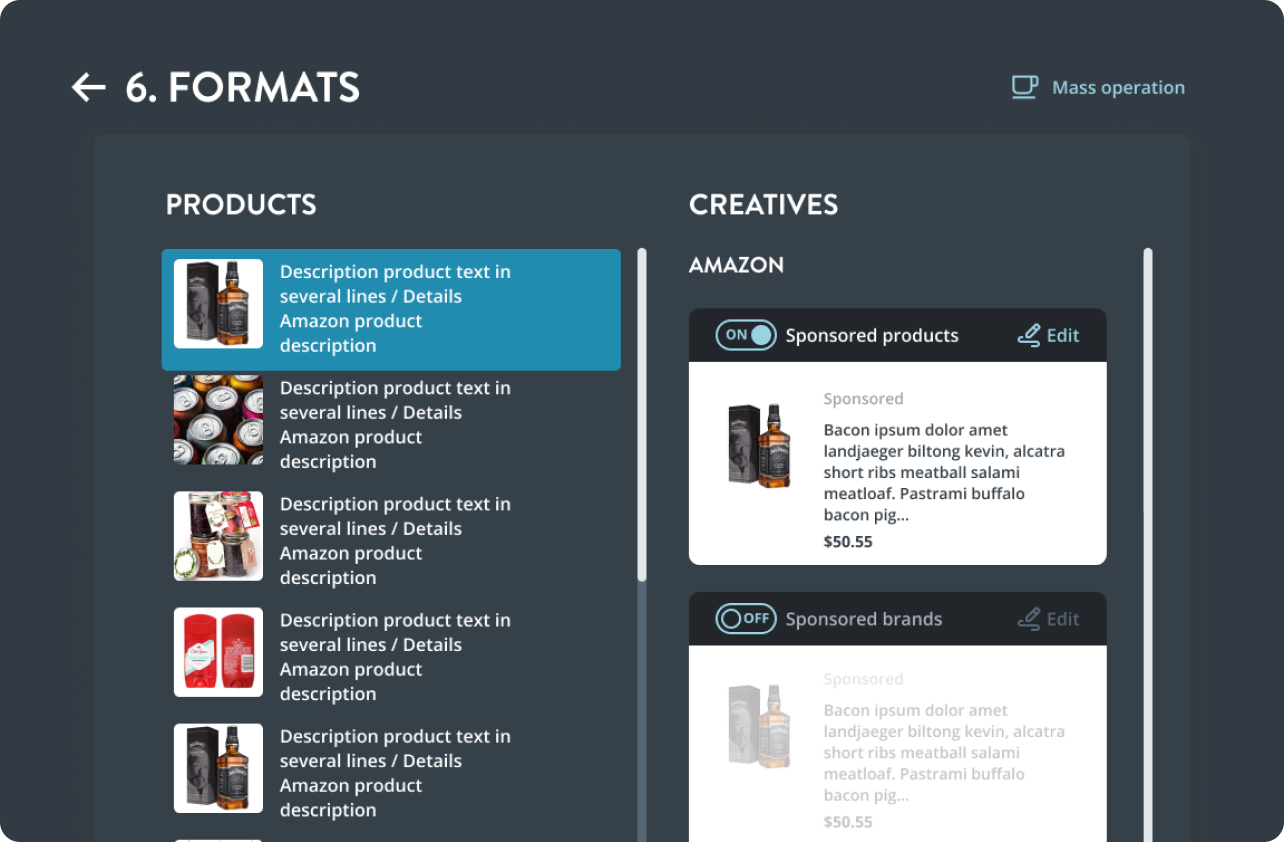 6. FORMATS
Mass operation
PRODUCTS
Description product text in
several lines / Details
Amazon product
description
Description product text in
several lines / Details
Amazon product
description
Description product text in
several lines / Details
Amazon product
description
Description product text in
several lines / Details
Amazon product
description
Description product text in
several lines / Details
Amazon product
description
CREATIVES
AMAZON
ON
Sponsored products
Edit
Sponsored
Bacon ipsum dolor amet
landjaeger biltong kevin, alcatra
short ribs meatball salami
meatloaf. Pastrami buffalo
bacon pig...
$50.55
OFF
Sponsored brands
Edit
Sponsored
Bacon ipsum dolor amet
landjaeger biltong kevin, alcatra
short ribs meatball salami
meatloaf. Pastrami buffalo
bacon pig...
$50.55